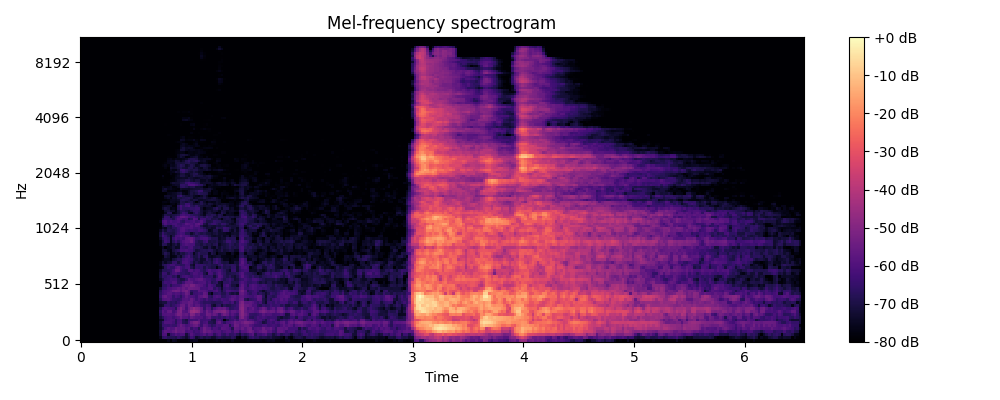 Mel-frequency spectrogram
Hz
8192
4096
2048
1024
512
0
0 1 2 3 4 5 6
Time
+0 dB
-10 dB
-20 dB
-30 dB
-40 dB
-50 dB
-60 dB
-70 dB
-80 dB